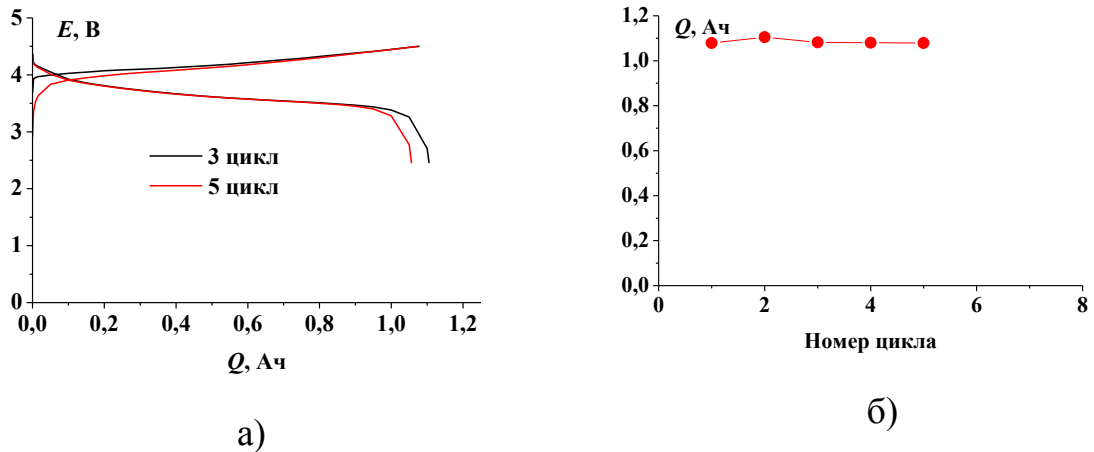 E, В
5
4
3
2
1
0
3 цикл
5 цикл
0,0 0,2 0,4 0,6 0,8 1,0 1,2
Q, Ач
а)
Q, Ач
1,2
1,0
0,8
0,6
0,4
0,2
0,0
0 2 4 6 8
Номер цикла
б)